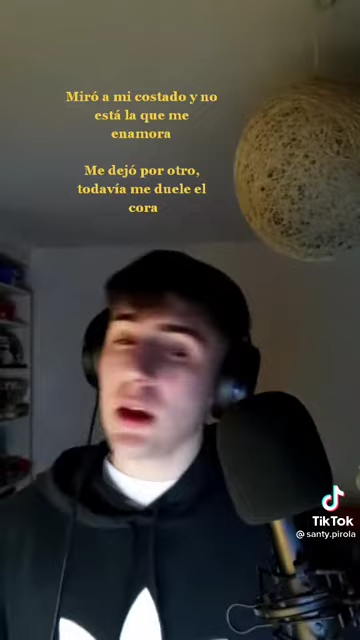 Miró a mi costado y no
está la que me
enamora
Me dejó por otro,
todavía me duele el
cora
TikTok
@santy.pirola